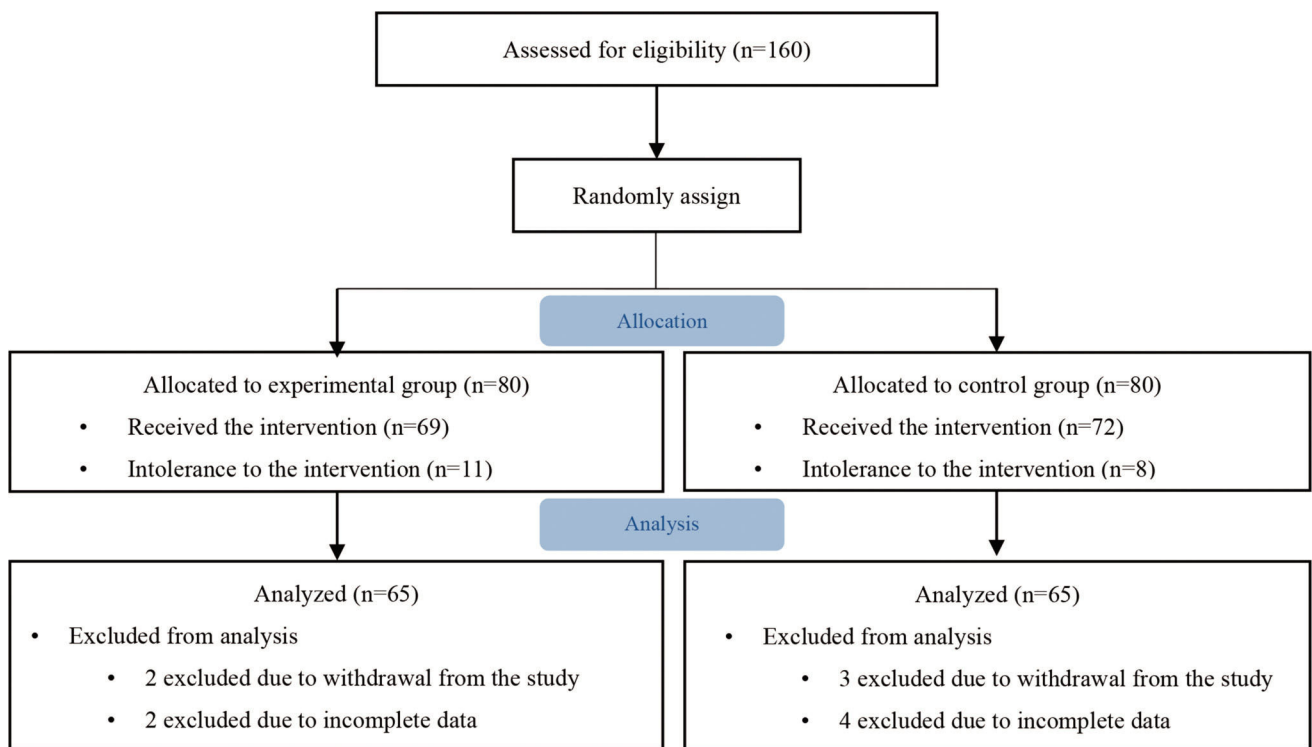 Assessed for eligibility (n=160)
Randomly assign
Allocation
Allocated to experimental group (n=80)
• Received the intervention (n=69)
• Intolerance to the intervention (n=11)
Allocated to control group (n=80)
• Received the intervention (n=72)
• Intolerance to the intervention (n=8)
Analysis
Analyzed (n=65)
• Excluded from analysis
• 2 excluded due to withdrawal from the study
• 2 excluded due to incomplete data
Analyzed (n=65)
• Excluded from analysis
• 3 excluded due to withdrawal from the study
• 4 excluded due to incomplete data